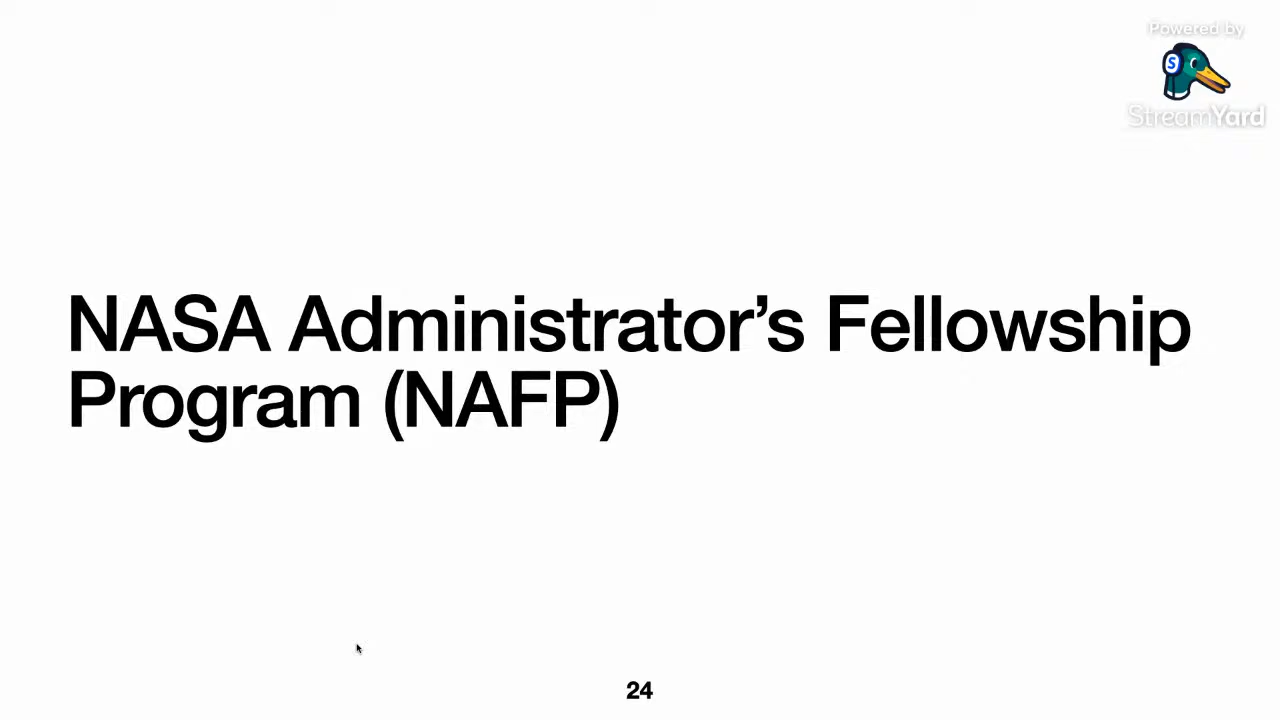 Powered by
S
StreamYard
NASA Administrator’s Fellowship
Program (NAFP)
24